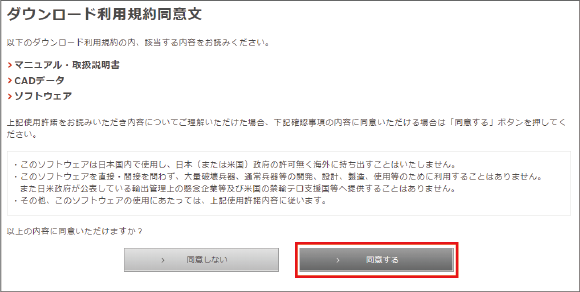 ダウンロード利用規約同意文
以下のダウンロード利用規約の内、該当する内容をお読みください。
マニュアル・取扱説明書
CADデータ
ソフトウェア
上記使用許諾をお読みいただき内容についてご理解いただけた場合、下記確認事項の内容に同意いただける場合は「同意する」ボタンを押してく
ださい。
・このソフトウェアは日本国内で使用し、日本（または米国）政府の許可無く海外に持ち出すことはいたしません。
・このソフトウェアを直接・間接を問わず、大量破壊兵器、通常兵器等の開発、設計、製造、使用等のために利用することはありません。
また日米政府が公表している輸出管理上の懸念企業等及び米国の禁輸テロ支援国等へ提供することはありません。
・その他、このソフトウェアの使用にあたっては、上記使用許諾内容に従います。
以上の内容に同意いただけますか？
› 同意しない › 同意する